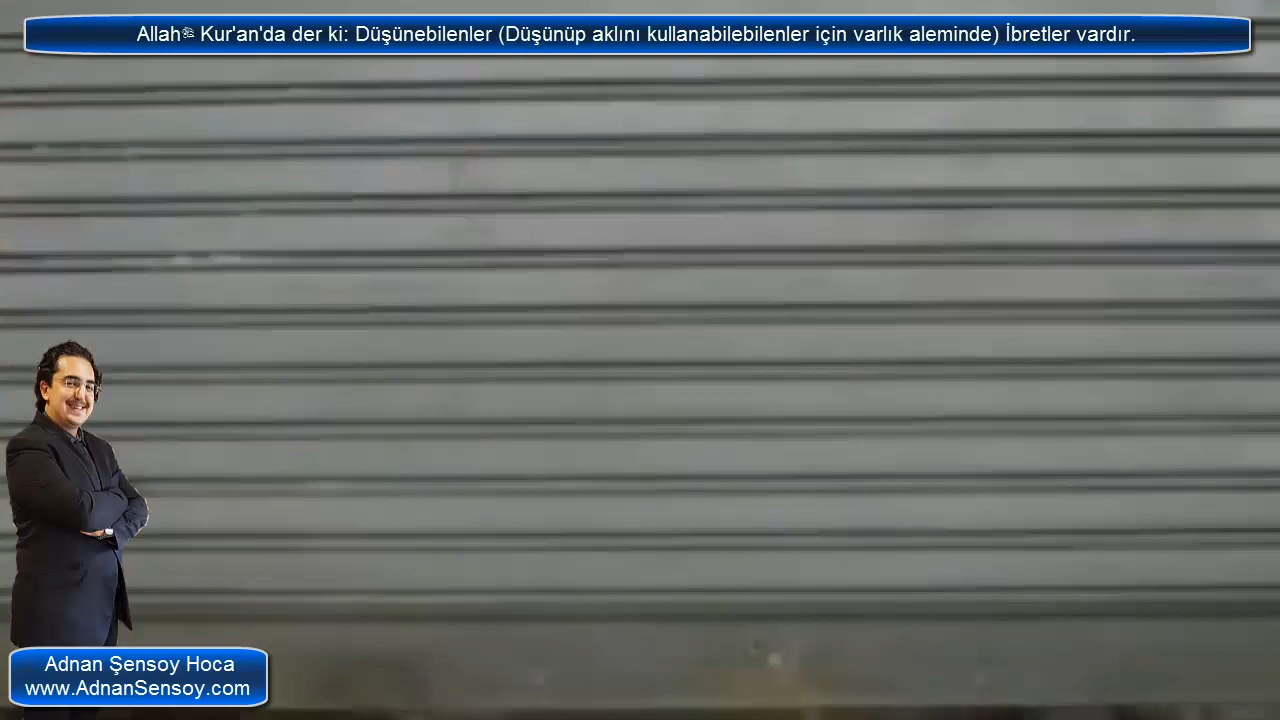 Allahﷻ Kur'an'da der ki: Düşünebilenler (Düşünüp aklını kullanabilebilenler için varlık aleminde) İbretler vardır.
Adnan Şensoy Hoca
www.AdnanSensoy.com